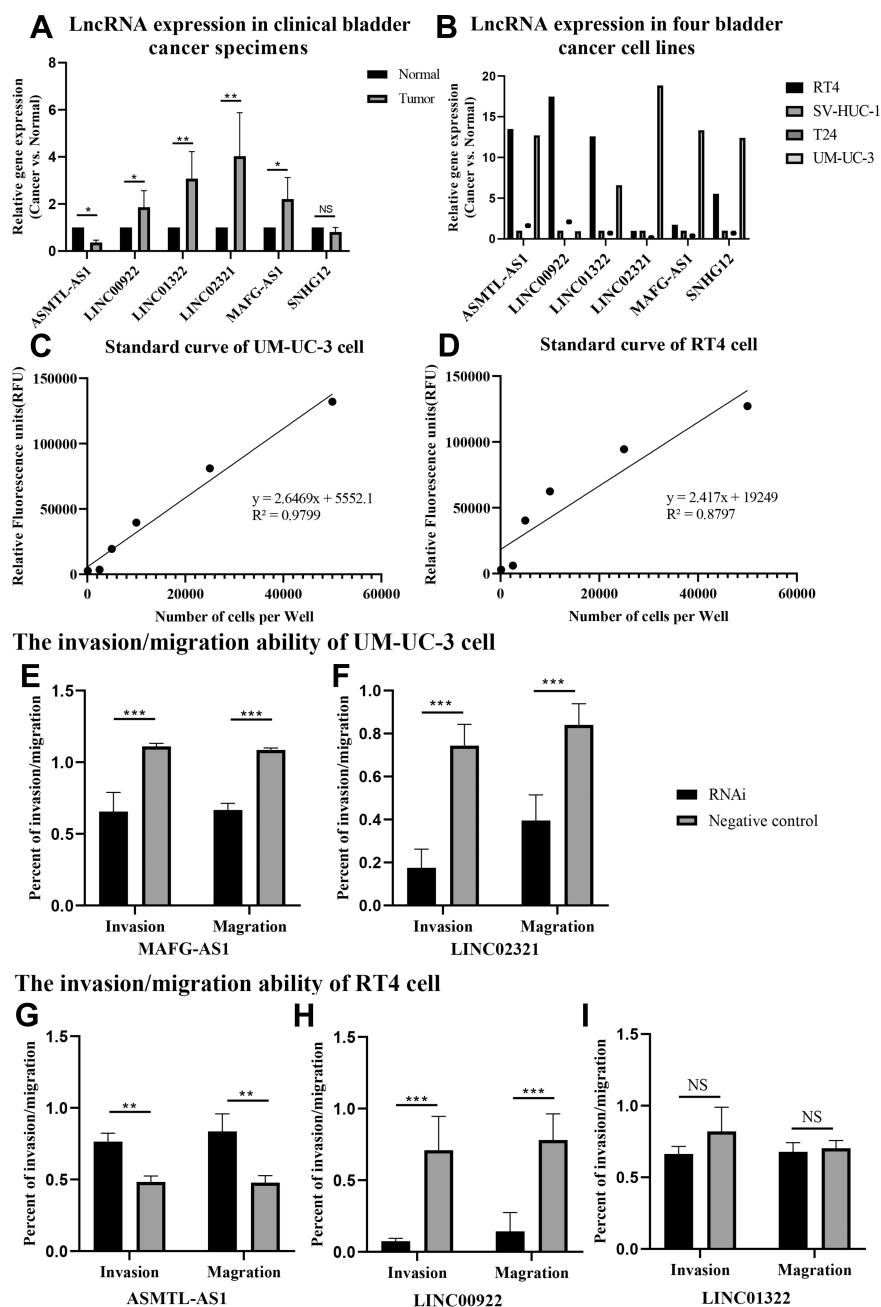 A LncRNA expression in clinical bladder
cancer specimens
Relative gene expression
(Cancer vs. Normal)
8
6
4
2
0
*
*
**
**
*
NS
Normal
Tumor
ASMTL-AS1
LINC00922
LINC01322
LINC02321
MAFG-AS1
SNHG12
B LncRNA expression in four bladder
cancer cell lines
Relative gene expression
(Cancer vs. Normal)
20
15
10
5
0
RT4
SV-HUC-1
T24
UM-UC-3
ASMTL-AS1
LINC00922
LINC01322
LINC02321
MAFG-AS1
SNHG12
C Standard curve of UM-UC-3 cell
Relative Fluorescence units(RFU)
150000
100000
50000
0
y = 2.6469x + 5552.1
R² = 0.9799
0 20000 40000 60000
Number of cells per Well
D Standard curve of RT4 cell
Relative Fluorescence units(RFU)
150000
100000
50000
0
y = 2.417x + 19249
R² = 0.8797
0 20000 40000 60000
Number of cells per Well
The invasion/migration ability of UM-UC-3 cell
E
Percent of invasion/migration
1.5
1.0
0.5
0.0
***
***
Invasion Magration
MAFG-AS1
F
Percent of invasion/migration
1.0
0.8
0.6
0.4
0.2
0.0
***
***
Invasion Magration
LINC02321
RNAi
Negative control
The invasion/migration ability of RT4 cell
G
Percent of invasion/migration
1.5
1.0
0.5
0.0
**
**
Invasion Magration
ASMTL-AS1
H
Percent of invasion/migration
1.5
1.0
0.5
0.0
***
***
Invasion Magration
LINC00922
I
Percent of invasion/migration
1.5
1.0
0.5
0.0
NS
NS
Invasion Magration
LINC01322